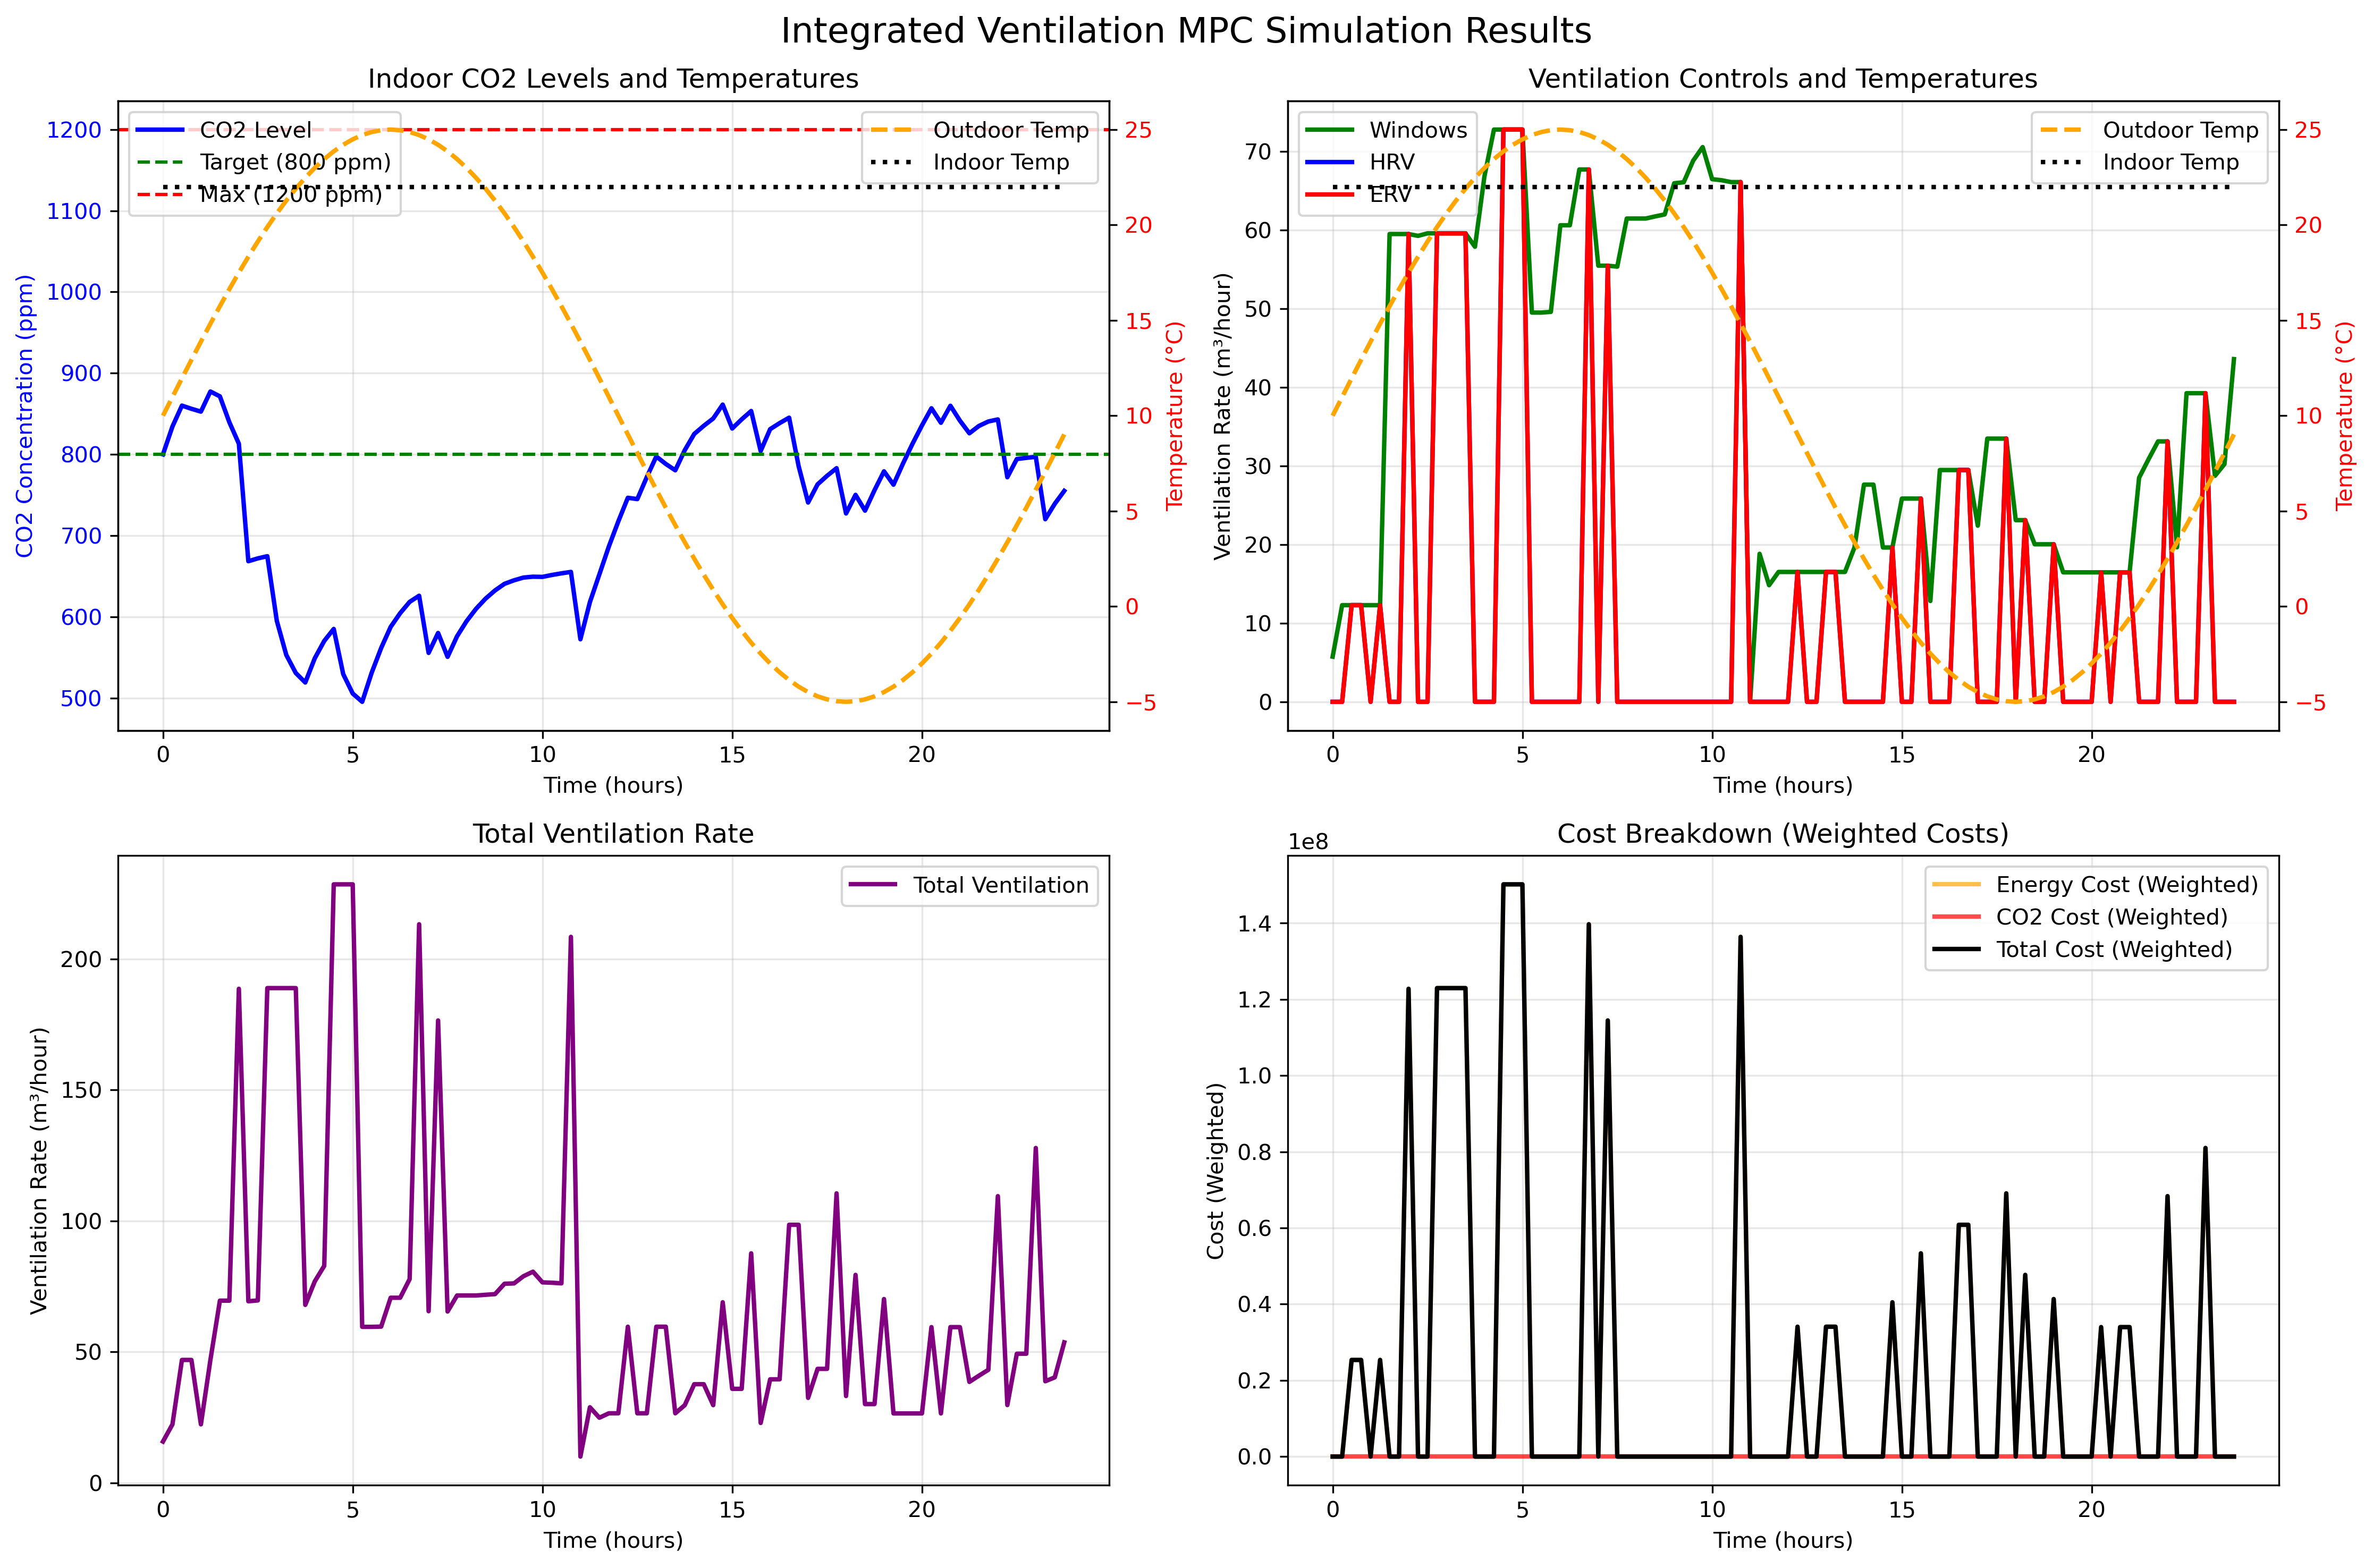 Integrated Ventilation MPC Simulation Results
Indoor CO2 Levels and Temperatures
CO2 Level
Target (800 ppm)
Max (1200 ppm)
Outdoor Temp
Indoor Temp
CO2 Concentration (ppm)
1200
1100
1000
900
800
700
600
500
25
20
15
10
5
0
−5
Temperature (°C)
0 5 10 15 20
Time (hours)
Ventilation Controls and Temperatures
Windows
HRV
ERV
Outdoor Temp
Indoor Temp
Ventilation Rate (m³/hour)
70
60
50
40
30
20
10
0
25
20
15
10
5
0
−5
Temperature (°C)
0 5 10 15 20
Time (hours)
Total Ventilation Rate
Total Ventilation
Ventilation Rate (m³/hour)
200
150
100
50
0
0 5 10 15 20
Time (hours)
Cost Breakdown (Weighted Costs)
1e8
Energy Cost (Weighted)
CO2 Cost (Weighted)
Total Cost (Weighted)
Cost (Weighted)
1.4
1.2
1.0
0.8
0.6
0.4
0.2
0.0
0 5 10 15 20
Time (hours)